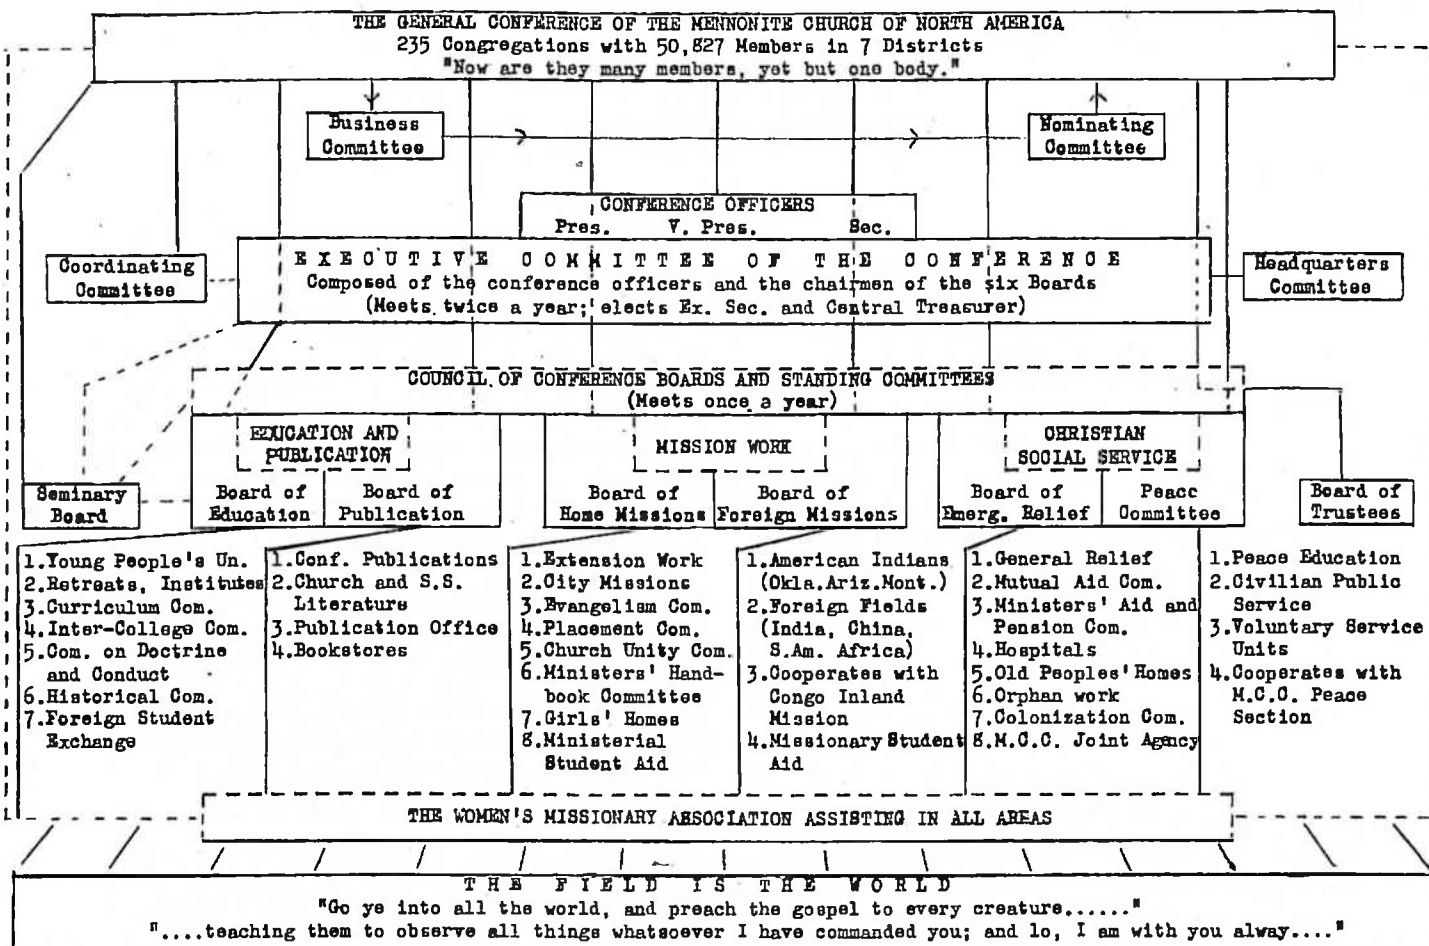 THE GENERAL CONFERENCE OF THE MENNONITE CHURCH OF NORTH AMERICA
235 Congregations with 50,827 Members in 7 Districts
"Now are they many members, yet but one body."
Business
Committee
Nominating
Committee
CONFERENCE OFFICERS
Pres. V. Pres. Sec.
Coordinating
Committee
EXECUTIVE COMMITTEE OF THE CONFERENCE
Composed of the conference officers and the chairmen of the six Boards
(Meets twice a year; elects Ex. Sec. and Central Treasurer)
Headquarters
Committee
COUNCIL OF CONFERENCE BOARDS AND STANDING COMMITTEES
(Meets once a year)
EDUCATION AND
PUBLICATION
MISSION WORK
CHRISTIAN
SOCIAL SERVICE
Seminary
Board
Board of
Education
Board of
Publication
Board of
Home Missions
Board of
Foreign Missions
Board of
Emerg. Relief
Peace
Committee
Board of
Trustees
1.Young People's Un.
2.Retreats, Institutes
3.Curriculum Com.
4.Inter-College Com.
5.Com. on Doctrine
and Conduct
6.Historical Com.
7.Foreign Student
Exchange
1.Conf. Publications
2.Church and S.S.
Literature
3.Publication Office
4.Bookstores
1.Extension Work
2.City Missions
3.Evangelism Com.
4.Placement Com.
5.Church Unity Com.
6.Ministers' Hand-
book Committee
7.Girls' Homes
8.Ministerial
Student Aid
1.American Indians
(Okla.Ariz.Mont.)
2.Foreign Fields
(India, China,
S.Am. Africa)
3.Cooperates with
Congo Inland
Mission
4.Missionary Student
Aid
1.General Relief
2.Mutual Aid Com.
3.Ministers' Aid and
Pension Com.
4.Hospitals
5.Old Peoples' Homes
6.Orphan work
7.Colonization Com.
8.M.C.C. Joint Agency
1.Peace Education
2.Civilian Public
Service
3.Voluntary Service
Units
4.Cooperates with
M.C.C. Peace
Section
THE WOMEN'S MISSIONARY ASSOCIATION ASSISTING IN ALL AREAS
THE FIELD IS THE WORLD
"Go ye into all the world, and preach the gospel to every creature......"
"....teaching them to observe all things whatsoever I have commanded you; and lo, I am with you alway...."